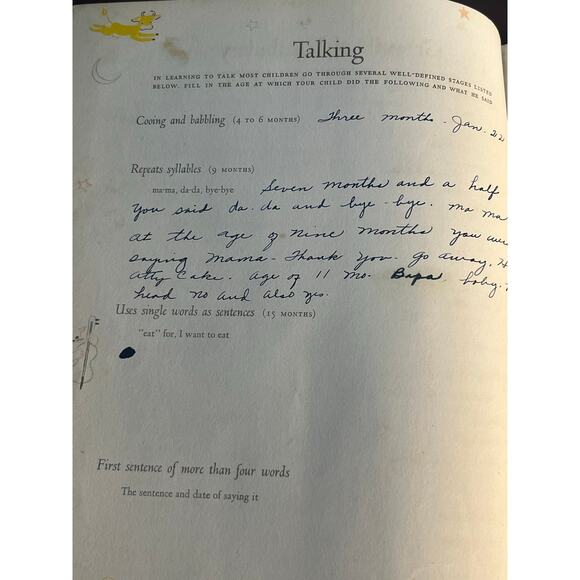 Talking
IN LEARNING TO TALK MOST CHILDREN GO THROUGH SEVERAL WELL-DEFINED STAGES LISTED
BELOW. FILL IN THE AGE AT WHICH YOUR CHILD DID THE FOLLOWING AND WHAT HE SAID
Cooing and babbling (4 TO 6 MONTHS) Three months - Jan. 22
Repeats syllables (9 MONTHS)
ma-ma, da-da, bye-bye Seven months and a half
You said da-da and bye-bye. ma ma
at the age of nine months you
saying Mama - Thank You. go away,
atty Cake. age of 11 mo. Bapa baby,
head no and also yes.
Uses single words as sentences (15 MONTHS)
"eat" for, I want to eat
First sentence of more than four words
The sentence and date of saying it